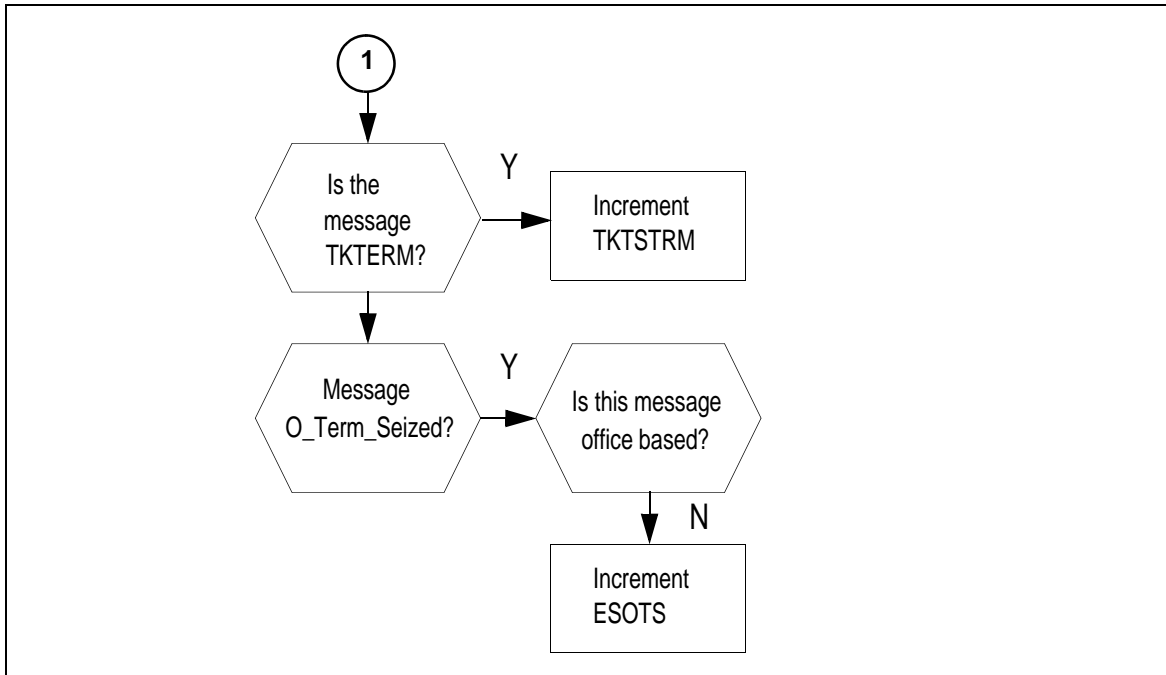 1
Is the
message
TKTERM?
Y
Increment
TKTSTRM
Message
O_Term_Seized?
Y
Is this message
office based?
N
Increment
ESOTS